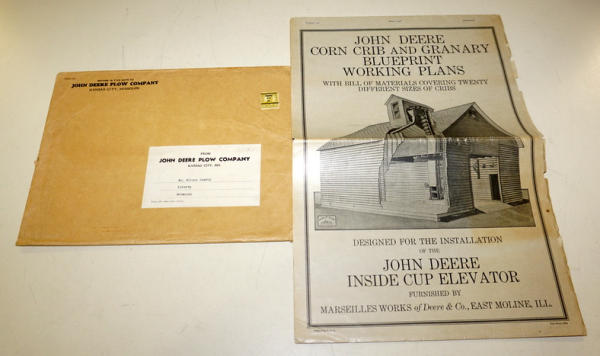 JOHN DEERE PLOW COMPANY
KANSAS CITY, MISSOURI
FROM
JOHN DEERE PLOW COMPANY
KANSAS CITY, MO.
JOHN DEERE
CORN CRIB AND GRANARY
BLUEPRINT
WORKING PLANS
WITH BILL OF MATERIALS COVERING TWENTY
DIFFERENT SIZES OF CRIBS
DESIGNED FOR THE INSTALLATION
OF THE
JOHN DEERE
INSIDE CUP ELEVATOR
FURNISHED BY
MARSEILLES WORKS of Deere & Co., EAST MOLINE, ILL.